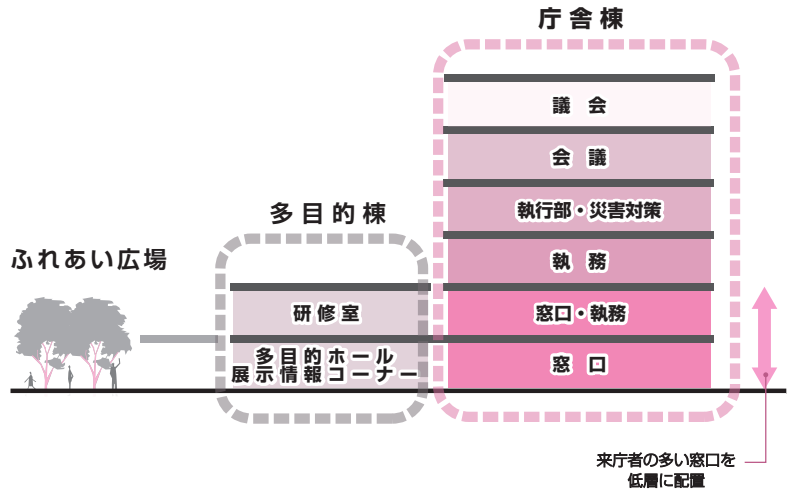 庁舎棟
議会
会議
執行部・災害対策
執務
窓口・執務
窓口
多目的棟
研修室
多目的ホール
展示情報コーナー
ふれあい広場
来庁者の多い窓口を
低層に配置